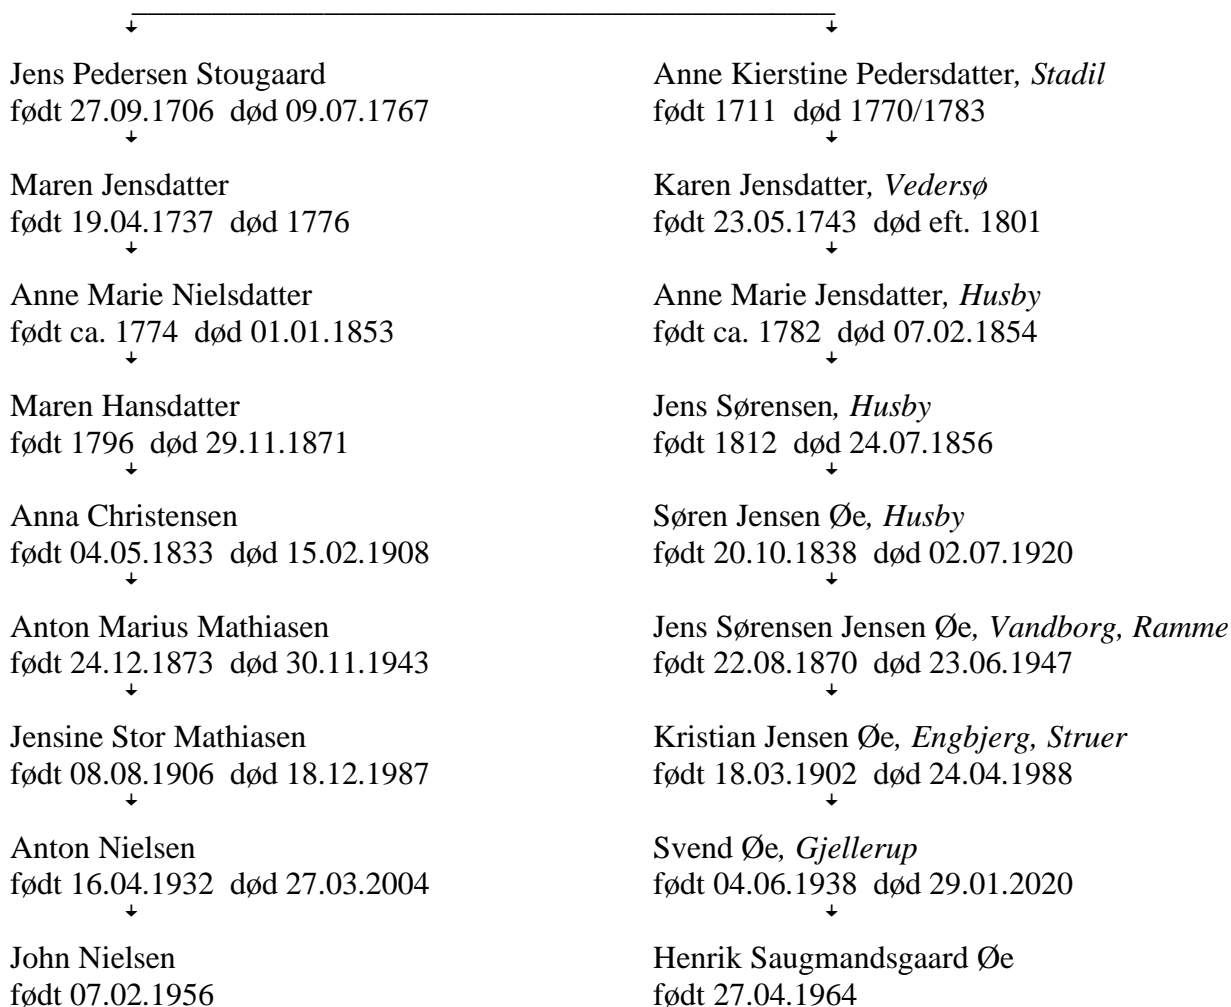 Jens Pedersen Stougaard
født 27.09.1706 død 09.07.1767
Anne Kierstine Pedersdatter, Stadil
født 1711 død 1770/1783
Maren Jensdatter
født 19.04.1737 død 1776
Karen Jensdatter, Vedersø
født 23.05.1743 død eft. 1801
Anne Marie Nielsdatter
født ca. 1774 død 01.01.1853
Anne Marie Jensdatter, Husby
født ca. 1782 død 07.02.1854
Maren Hansdatter
født 1796 død 29.11.1871
Jens Sørensen, Husby
født 1812 død 24.07.1856
Anna Christensen
født 04.05.1833 død 15.02.1908
Søren Jensen Øe, Husby
født 20.10.1838 død 02.07.1920
Anton Marius Mathiasen
født 24.12.1873 død 30.11.1943
Jens Sørensen Jensen Øe, Vandborg, Ramme
født 22.08.1870 død 23.06.1947
Jensine Stor Mathiasen
født 08.08.1906 død 18.12.1987
Kristian Jensen Øe, Engbjerg, Struer
født 18.03.1902 død 24.04.1988
Anton Nielsen
født 16.04.1932 død 27.03.2004
Svend Øe, Gjellerup
født 04.06.1938 død 29.01.2020
John Nielsen
født 07.02.1956
Henrik Saugmandsgaard Øe
født 27.04.1964